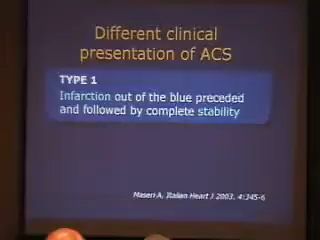 Different clinical
presentation of ACS
TYPE 1
Infarction out of the blue preceded
and followed by complete stability
Maseri A, Italian Heart J 2003, 4:345-6